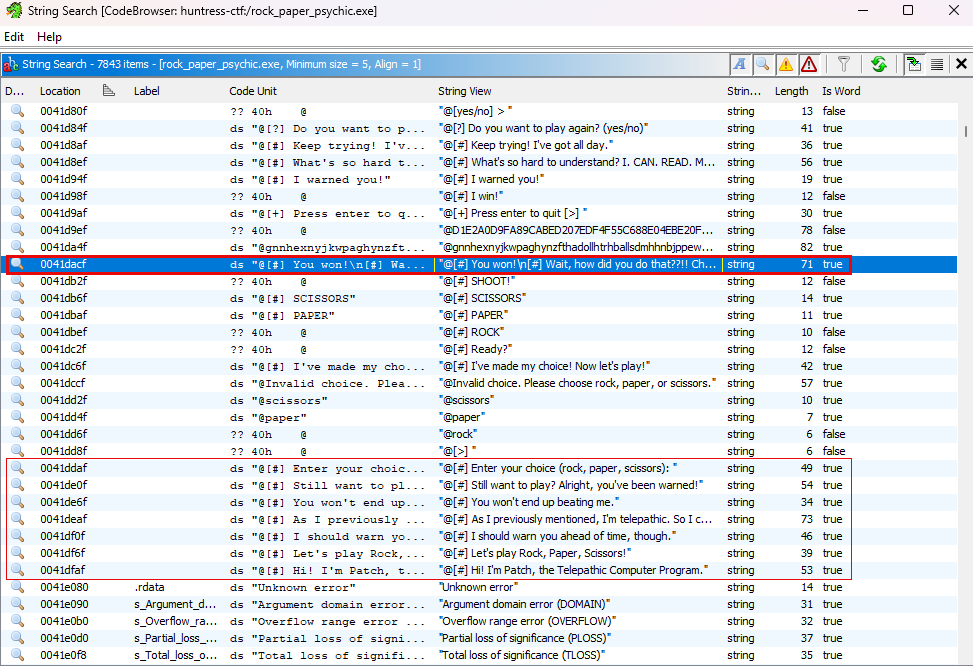 String Search [CodeBrowser: huntress-ctf:/rock_paper_psychic.exe]
Edit Help
String Search - 7843 items - [rock_paper_psychic.exe, Minimum size = 5, Align = 1]
D... Location Label Code Unit String View Strin... Length Is Word
0041d80f ?? 40h @ "@[yes/no] > " string 13 false
0041d84f ds "@[?] Do you want to p... "@[?] Do you want to play again? (yes/no)" string 41 true
0041d8af ds "@[#] Keep trying! I'v... "@[#] Keep trying! I've got all day." string 36 true
0041d8ef ds "@[#] What's so hard t... "@[#] What's so hard to understand? I. CAN. READ. M... string 56 true
0041d94f ds "@[#] I warned you!" "@[#] I warned you!" string 19 true
0041d98f ?? 40h @ "@[#] I win!" string 12 false
0041d9af ds "@[+] Press enter to q... "@[+] Press enter to quit [>] " string 30 true
0041d9ef ?? 40h @ "@D1E2A0D9FA89CABED207EDF4F55C688E04EBE20F... string 78 false
0041da4f ds "@gnnhexnyjkwpaghynzft... "@gnnhexnyjkwpaghynzfthadollhtrhballsdmhhnbjppew... string 82 true
0041dacf ds "@[#] You won!\n[#] Wa... "@[#] You won!\n[#] Wait, how did you do that??!! Ch... string 71 true
0041db2f ?? 40h @ "@[#] SHOOT!" string 12 false
0041db6f ds "@[#] SCISSORS" "@[#] SCISSORS" string 14 true
0041dbaf ds "@[#] PAPER" "@[#] PAPER" string 11 true
0041dbef ?? 40h @ "@[#] ROCK" string 10 false
0041dc2f ?? 40h @ "@[#] Ready?" string 12 false
0041dc6f ds "@[#] I've made my cho... "@[#] I've made my choice! Now let's play!" string 42 true
0041dccf ds "@Invalid choice. Plea... "@Invalid choice. Please choose rock, paper, or scissors." string 57 true
0041dd2f ds "@scissors" "@scissors" string 10 true
0041dd4f ds "@paper" "@paper" string 7 true
0041dd6f ?? 40h @ "@rock" string 6 false
0041dd8f ?? 40h @ "@[>] " string 6 false
0041ddaf ds "@[#] Enter your choic... "@[#] Enter your choice (rock, paper, scissors): " string 49 true
0041de0f ds "@[#] Still want to pl... "@[#] Still want to play? Alright, you've been warned!" string 54 true
0041de6f ds "@[#] You won't end up... "@[#] You won't end up beating me." string 34 true
0041deaf ds "@[#] As I previously ... "@[#] As I previously mentioned, I'm telepathic. So I c... string 73 true
0041df0f ds "@[#] I should warn yo... "@[#] I should warn you ahead of time, though." string 46 true
0041df6f ds "@[#] Let's play Rock,... "@[#] Let's play Rock, Paper, Scissors!" string 39 true
0041dfaf ds "@[#] Hi! I'm Patch, t... "@[#] Hi! I'm Patch, the Telepathic Computer Program." string 53 true
0041e080 .rdata ds "Unknown error" "Unknown error" string 14 true
0041e090 s_Argument_d... ds "Argument domain error... "Argument domain error (DOMAIN)" string 31 true
0041e0b0 s_Overflow_ra... ds "Overflow range error ... "Overflow range error (OVERFLOW)" string 32 true
0041e0d0 s_Partial_loss_... ds "Partial loss of signi... "Partial loss of significance (PLOSS)" string 37 true
0041e0f8 s_Total_loss_o... ds "Total loss of signifi... "Total loss of significance (TLOSS)" string 35 true